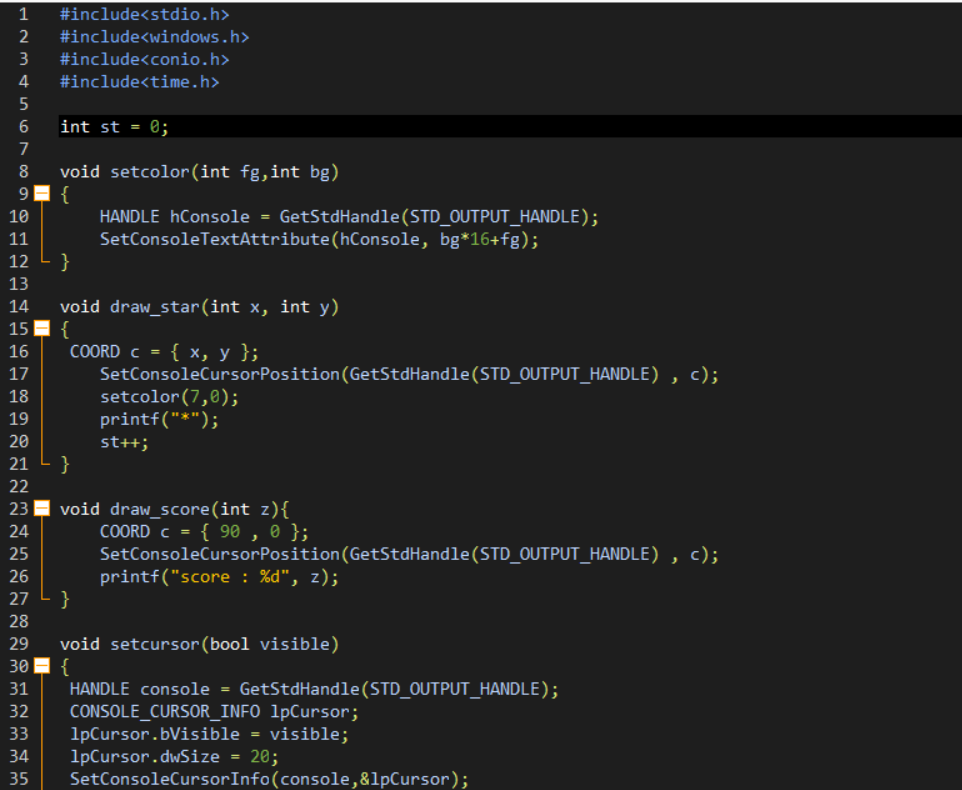 1 #include<stdio.h>
2 #include<windows.h>
3 #include<conio.h>
4 #include<time.h>
5
6 int st = 0;
7
8 void setcolor(int fg,int bg)
9 {
10 HANDLE hConsole = GetStdHandle(STD_OUTPUT_HANDLE);
11 SetConsoleTextAttribute(hConsole, bg*16+fg);
12 }
13
14 void draw_star(int x, int y)
15 {
16 COORD c = { x, y };
17 SetConsoleCursorPosition(GetStdHandle(STD_OUTPUT_HANDLE) , c);
18 setcolor(7,0);
19 printf("*");
20 st++;
21 }
22
23 void draw_score(int z){
24 COORD c = { 90 , 0 };
25 SetConsoleCursorPosition(GetStdHandle(STD_OUTPUT_HANDLE) , c);
26 printf("score : %d", z);
27 }
28
29 void setcursor(bool visible)
30 {
31 HANDLE console = GetStdHandle(STD_OUTPUT_HANDLE);
32 CONSOLE_CURSOR_INFO lpCursor;
33 lpCursor.bVisible = visible;
34 lpCursor.dwSize = 20;
35 SetConsoleCursorInfo(console,&lpCursor);